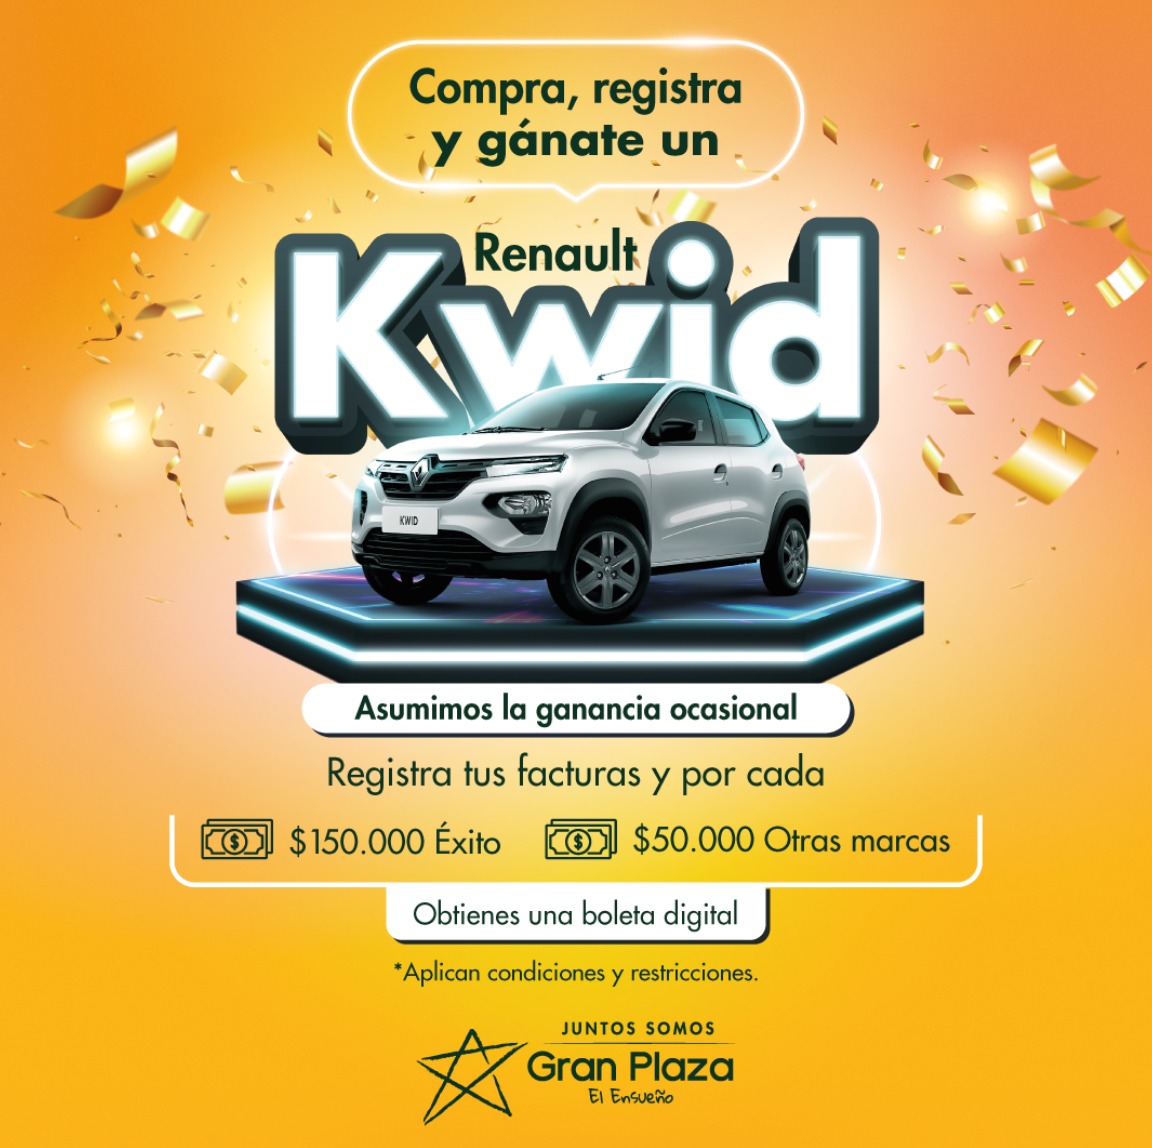 Compra, registra
y gánate un
Renault
Kwid
KWID
Asumimos la ganancia ocasional
Registra tus facturas y por cada
$150.000 Éxito
$50.000 Otras marcas
Obtienes una boleta digital
*Aplican condiciones y restricciones.
JUNTOS SOMOS
Gran Plaza
El Ensueño